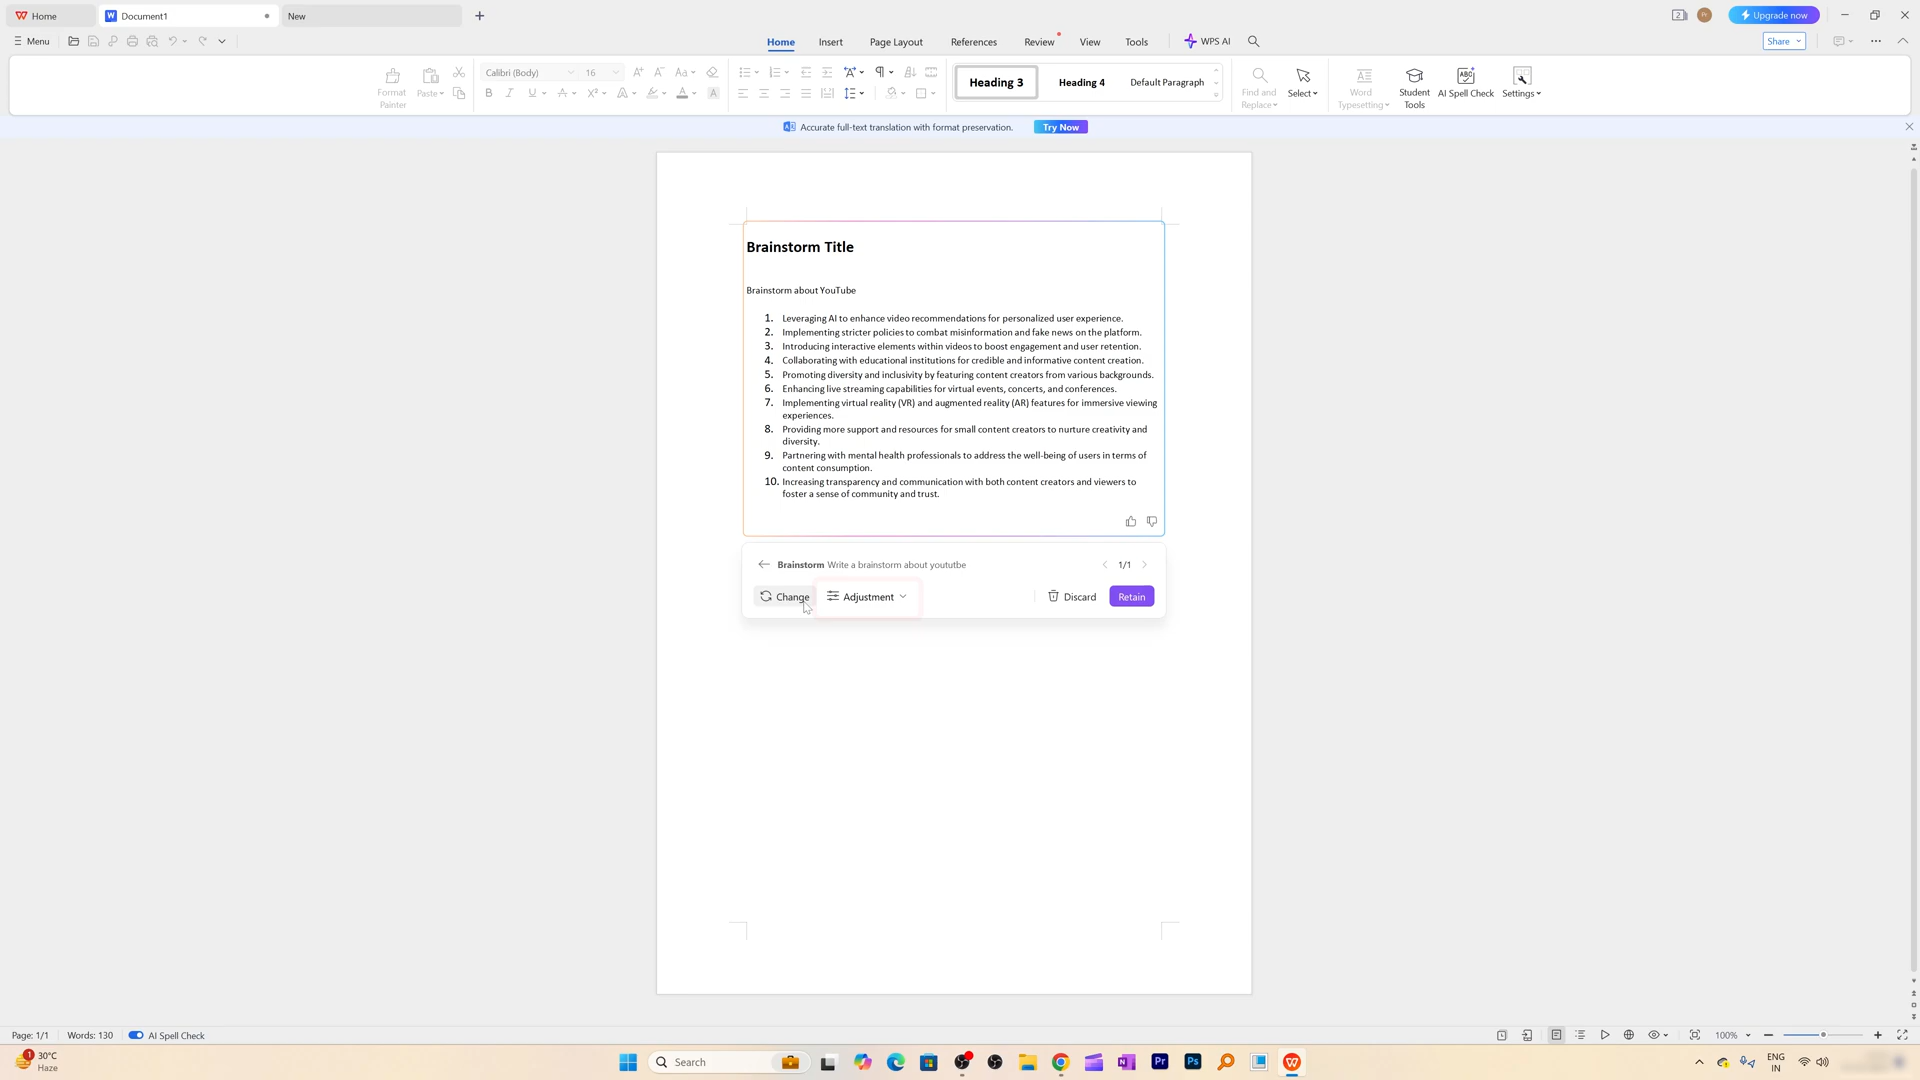 Home
Document1
New
2
Upgrade now
Menu
Home
Insert
Page Layout
References
Review
View
Tools
WPS AI
Share
Format
Painter
Paste
Calibri (Body)
16
Heading 3
Heading 4
Default Paragraph
Find and
Replace
Select
Word
Typesetting
Student
Tools
AI Spell Check
Settings
Accurate full-text translation with format preservation.
Try Now
Brainstorm Title
Brainstorm about YouTube
1. Leveraging AI to enhance video recommendations for personalized user experience.
2. Implementing stricter policies to combat misinformation and fake news on the platform.
3. Introducing interactive elements within videos to boost engagement and user retention.
4. Collaborating with educational institutions for credible and informative content creation.
5. Promoting diversity and inclusivity by featuring content creators from various backgrounds.
6. Enhancing live streaming capabilities for virtual events, concerts, and conferences.
7. Implementing virtual reality (VR) and augmented reality (AR) features for immersive viewing
experiences.
8. Providing more support and resources for small content creators to nurture creativity and
diversity.
9. Partnering with mental health professionals to address the well-being of users in terms of
content consumption.
10. Increasing transparency and communication with both content creators and viewers to
foster a sense of community and trust.
Brainstorm Write a brainstorm about yoututbe
1/1
Change
Adjustment
Discard
Retain
Page: 1/1
Words: 130
AI Spell Check
100%
1
30°C
Haze
Search
ENG
IN